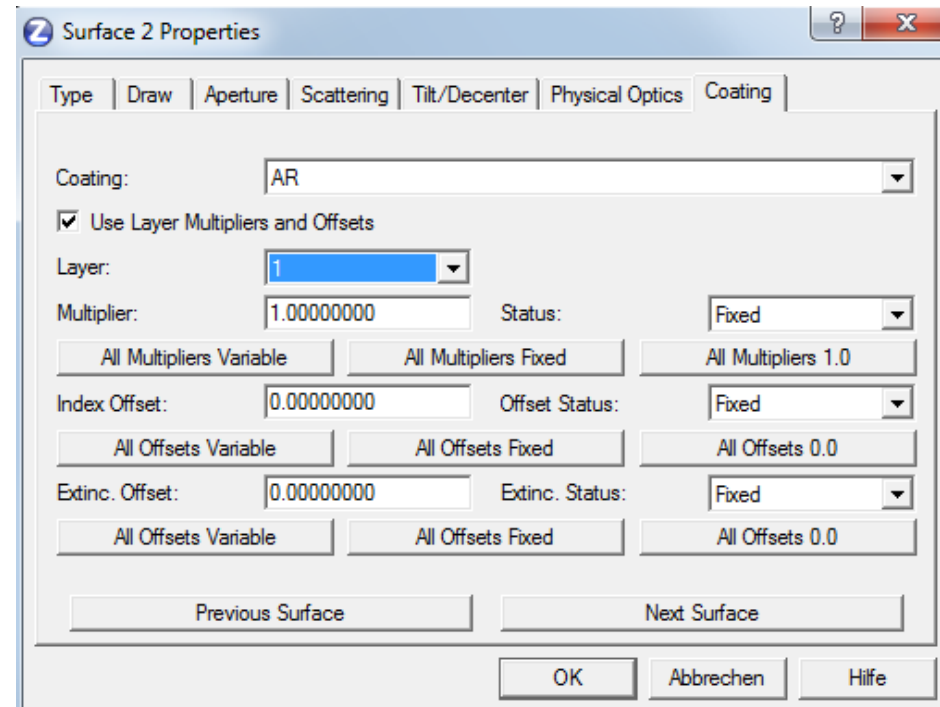 Surface 2 Properties
Type Draw Aperture Scattering Tilt/Decenter Physical Optics Coating
Coating: AR
Use Layer Multipliers and Offsets
Layer: 1
Multiplier: 1.00000000 Status: Fixed
All Multipliers Variable All Multipliers Fixed All Multipliers 1.0
Index Offset: 0.00000000 Offset Status: Fixed
All Offsets Variable All Offsets Fixed All Offsets 0.0
Extinc. Offset: 0.00000000 Extinc. Status: Fixed
All Offsets Variable All Offsets Fixed All Offsets 0.0
Previous Surface Next Surface
OK Abbrechen Hilfe